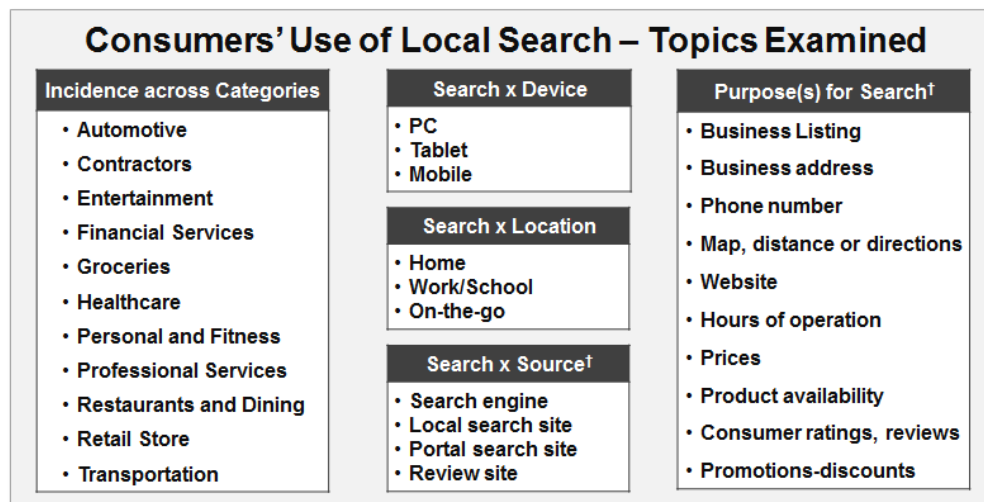 Consumers' Use of Local Search – Topics Examined
Incidence across Categories
• Automotive
• Contractors
• Entertainment
• Financial Services
• Groceries
• Healthcare
• Personal and Fitness
• Professional Services
• Restaurants and Dining
• Retail Store
• Transportation
Search x Device
• PC
• Tablet
• Mobile
Search x Location
• Home
• Work/School
• On-the-go
Search x Source†
• Search engine
• Local search site
• Portal search site
• Review site
Purpose(s) for Search†
• Business Listing
• Business address
• Phone number
• Map, distance or directions
• Website
• Hours of operation
• Prices
• Product availability
• Consumer ratings, reviews
• Promotions-discounts